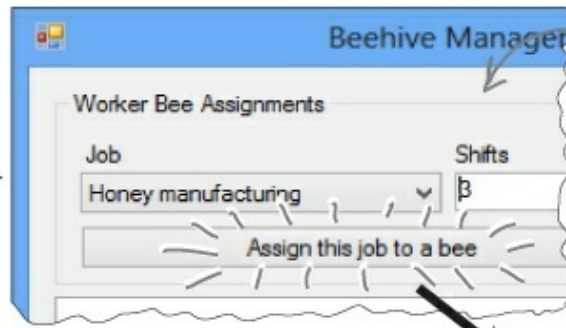 Beehive Manager
Worker Bee Assignments
Job Shifts
Honey manufacturing 3
Assign this job to a bee